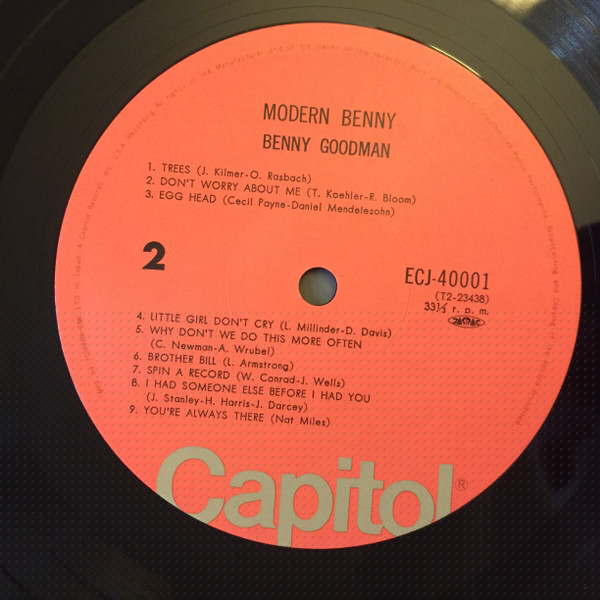 MODERN BENNY
BENNY GOODMAN
1. TREES (J. Kilmer-O. Rasbach)
2. DON'T WORRY ABOUT ME (T. Koehler-R. Bloom)
3. EGG HEAD (Cecil Payne-Daniel Mendelesohn)
2
ECJ-40001
(T2-23438)
33⅓ r. p. m.
JASRAC
4. LITTLE GIRL DON'T CRY (L. Millinder-D. Davis)
5. WHY DON'T WE DO THIS MORE OFTEN
(C. Newman-A. Wrubel)
6. BROTHER BILL (L. Armstrong)
7. SPIN A RECORD (W. Conrad-J. Wells)
8. I HAD SOMEONE ELSE BEFORE I HAD YOU
(J. Stanley-H. Harris-J. Darcey)
9. YOU'RE ALWAYS THERE (Nat Miles)
Capitol®